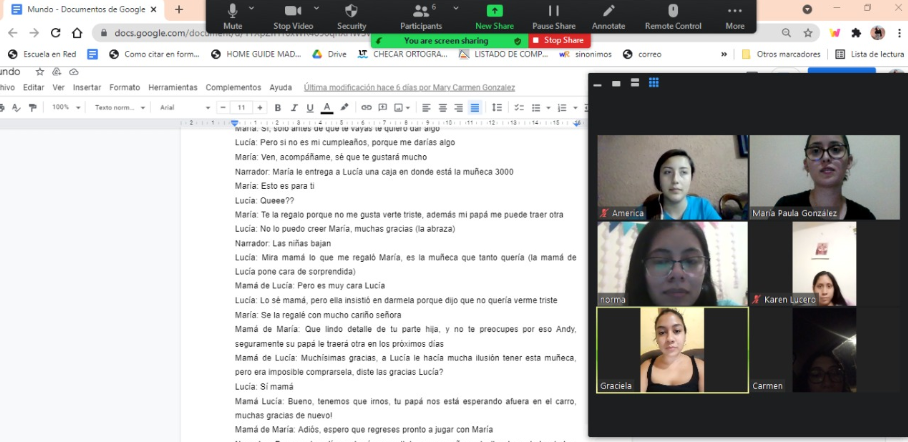 Mundo - Documentos de Google
Mute
Stop Video
Security
Participants
6
New Share
Pause Share
Annotate
Remote Control
More
docs.google.com/document/
You are screen sharing
Stop Share
Escuela en Red
Como citar en form...
HOME GUIDE MAD...
Drive
CHECAR ORTOGRA...
LISTADO DE COMP...
sinonimos
correo
»
Otros marcadores
Lista de lectura
undo
hivo
Editar
Ver
Insertar
Formato
Herramientas
Complementos
Ayuda
Última modificación hace 6 días por Mary Carmen Gonzalez
100%
Texto norm...
Arial
11
B
I
U
A
María: Sí, solo antes de que te vayas te quiero dar algo
Lucía: Pero si no es mi cumpleaños, porque me darías algo
María: Ven, acompáñame, sé que te gustará mucho
Narrador: María le entrega a Lucía una caja en donde está la muñeca 3000
María: Esto es para ti
Lucía: Queee??
María: Te la regalo porque no me gusta verte triste, además mi papá me puede traer otra
Lucía: No lo puedo creer María, muchas gracias (la abraza)
Narrador: Las niñas bajan
Lucía: Mira mamá lo que me regaló María, es la muñeca que tanto quería (la mamá de
Lucía pone cara de sorprendida)
Mamá de Lucía: Pero es muy cara Lucía
Lucía: Lo sé mamá, pero ella insistió en darmela porque dijo que no quería verme triste
María: Se la regalé con mucho cariño señora
Mamá de María: Que lindo detalle de tu parte hija, y no te preocupes por eso Andy,
seguramente su papá le traerá otra en los próximos días
Mamá de Lucía: Muchísimas gracias, a Lucía le hacía mucha ilusión tener esta muñeca,
pero era imposible comprarsela, diste las gracias Lucía?
Lucía: Sí mamá
Mamá Lucía: Bueno, tenemos que irnos, tu papá nos está esperando afuera en el carro,
muchas gracias de nuevo!
Mamá de María: Adiós, espero que regreses pronto a jugar con María
America
María Paula González
norma
Karen Lucero
Graciela
Carmen